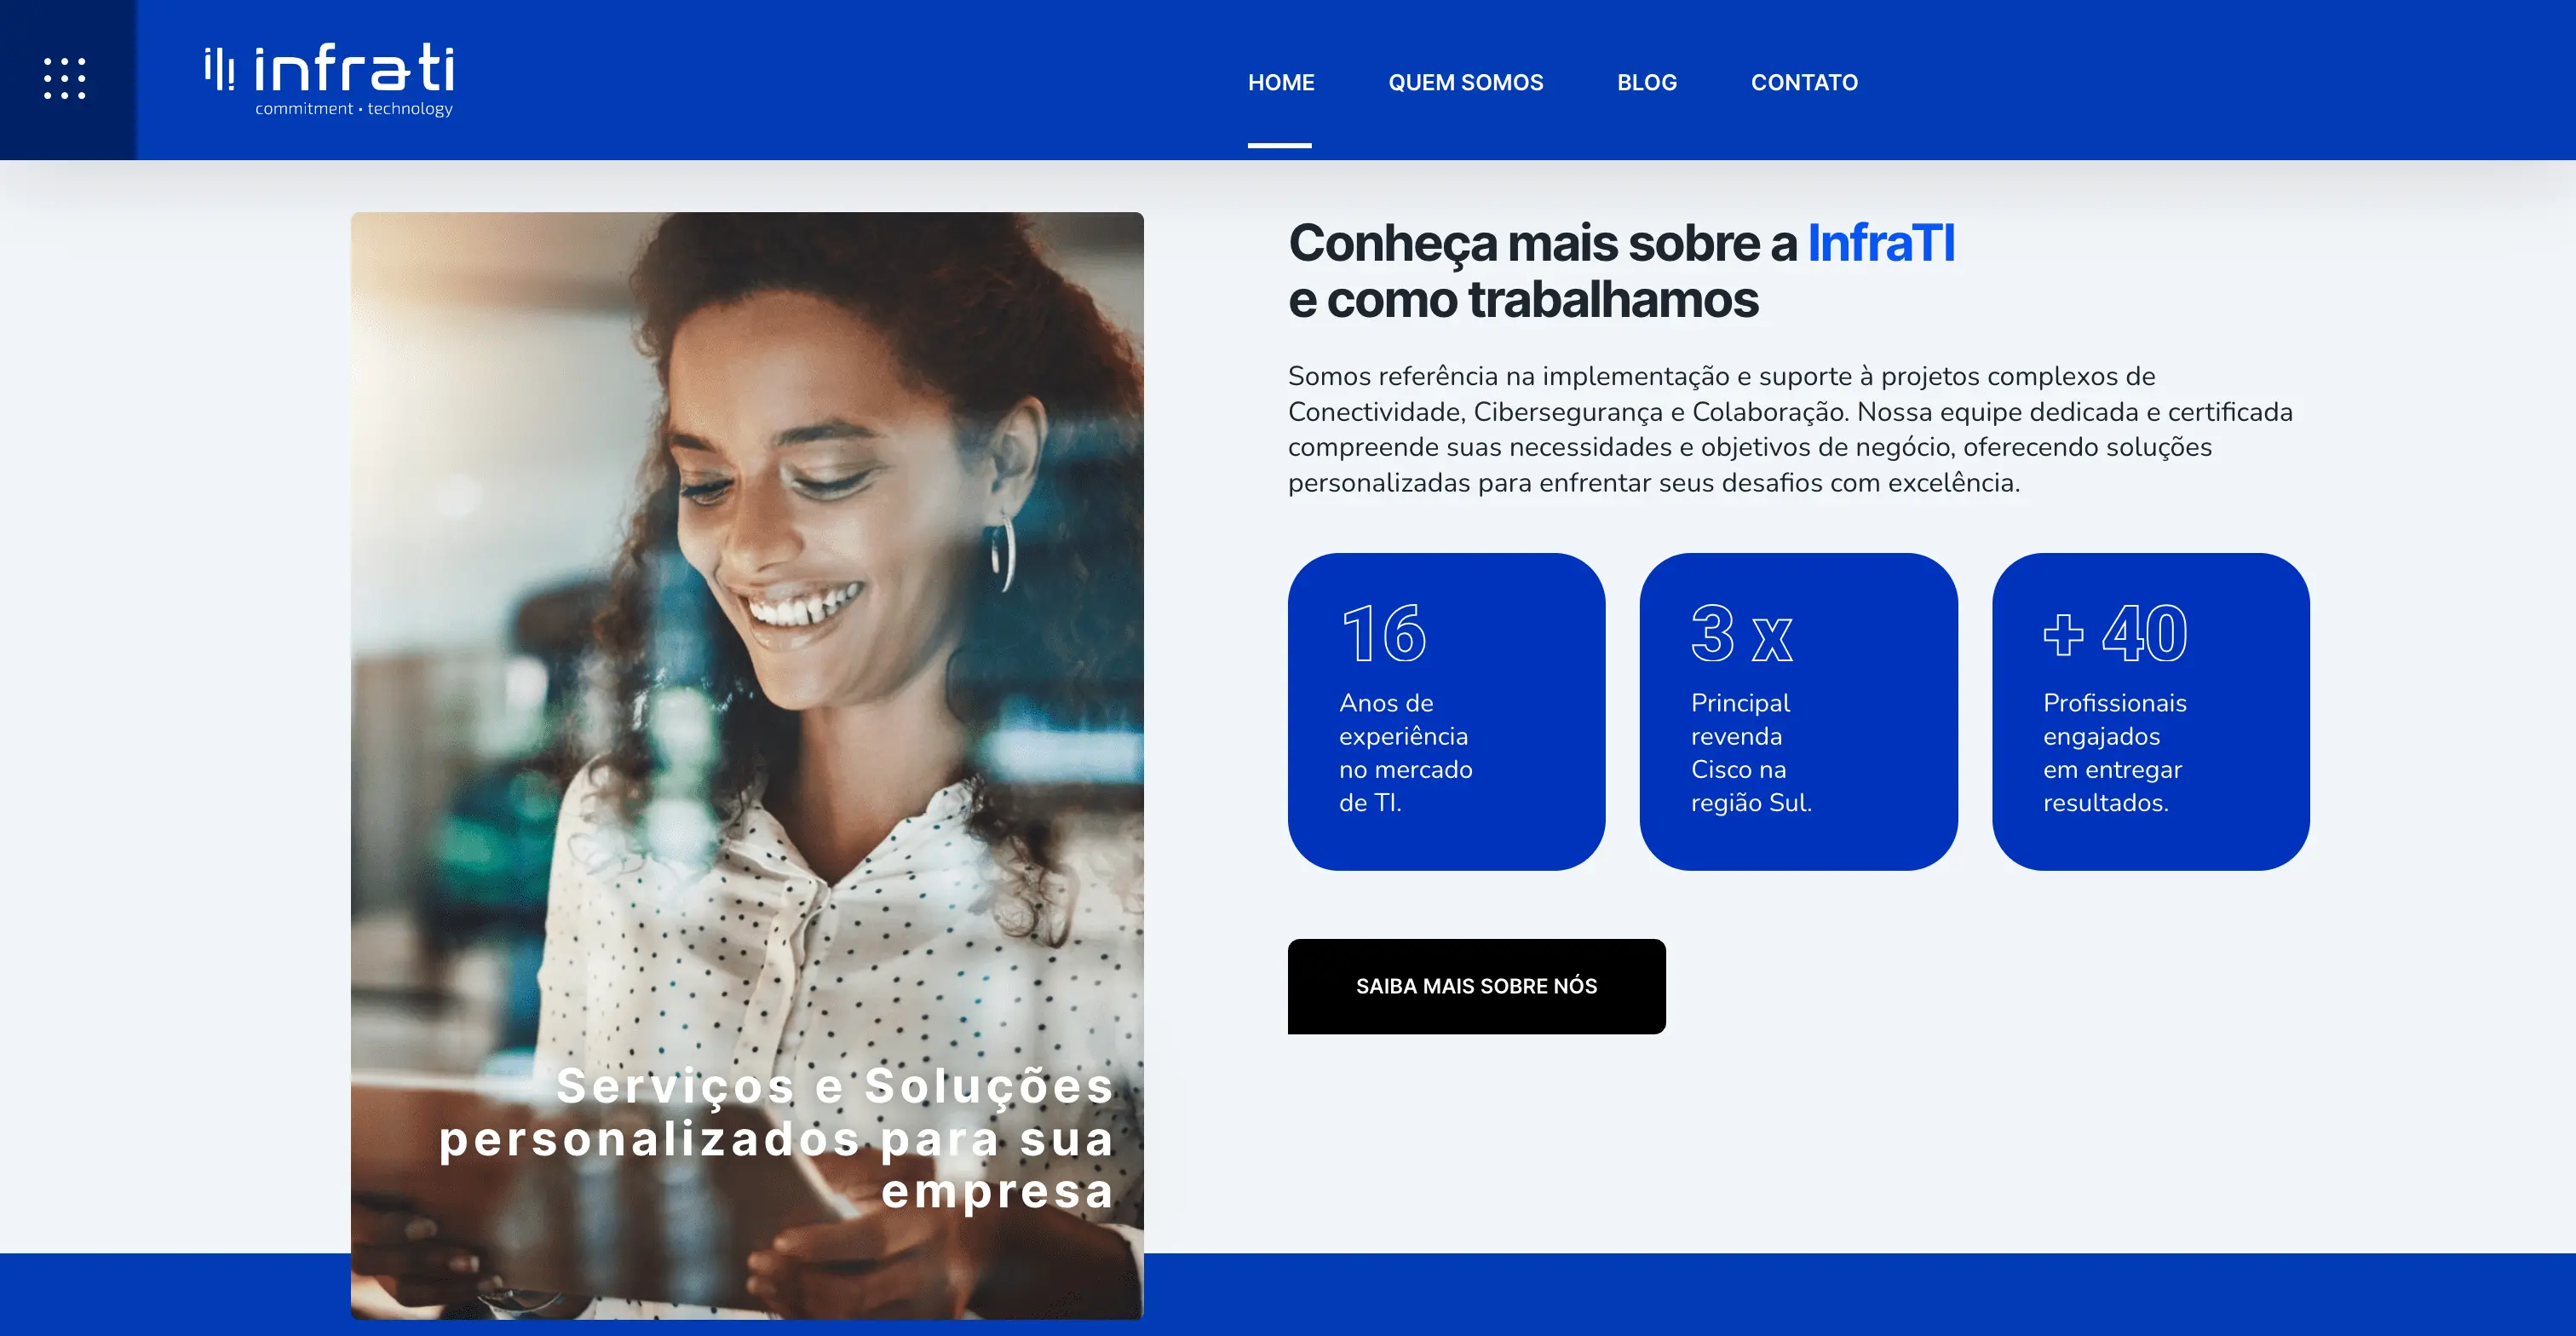 infrati
commitment • technology
HOME
QUEM SOMOS
BLOG
CONTATO
Serviços e Soluções
personalizados para sua
empresa
Conheça mais sobre a InfraTI
e como trabalhamos
Somos referência na implementação e suporte à projetos complexos de
Conectividade, Cibersegurança e Colaboração. Nossa equipe dedicada e certificada
compreende suas necessidades e objetivos de negócio, oferecendo soluções
personalizadas para enfrentar seus desafios com excelência.
16
Anos de
experiência
no mercado
de TI.
3 x
Principal
revenda
Cisco na
região Sul.
+ 40
Profissionais
engajados
em entregar
resultados.
SAIBA MAIS SOBRE NÓS